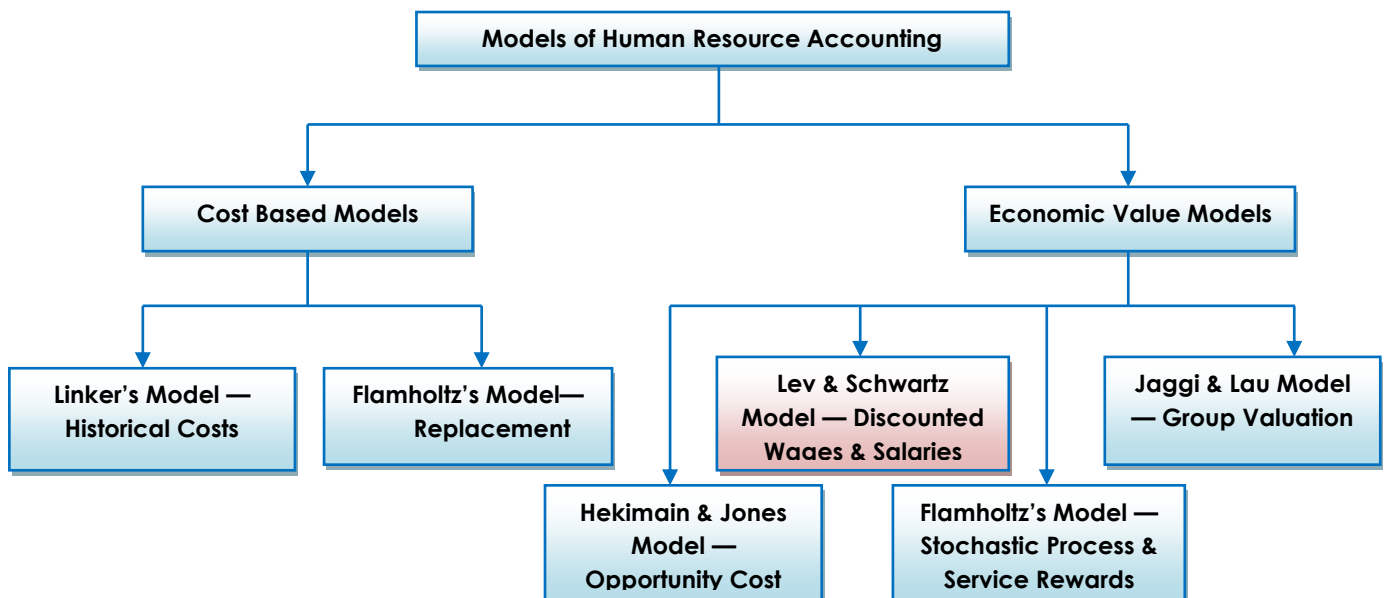 Models of Human Resource Accounting
Cost Based Models
Economic Value Models
Linker’s Model —
Historical Costs
Flamholtz’s Model—
Replacement
Lev & Schwartz
Model — Discounted
Wages & Salaries
Jaggi & Lau Model
— Group Valuation
Hekimain & Jones
Model —
Opportunity Cost
Flamholtz’s Model —
Stochastic Process &
Service Rewards